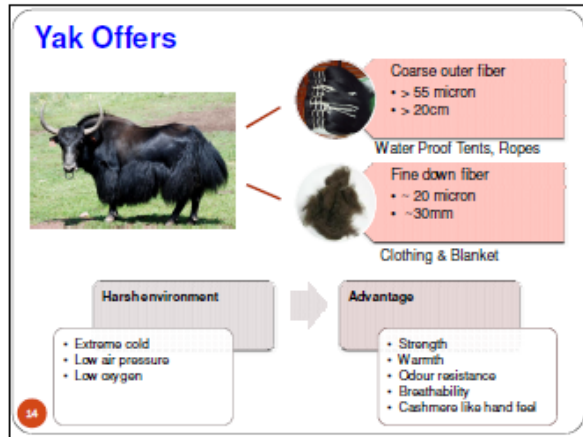 Yak Offers
Coarse outer fiber
• > 55 micron
• > 20cm
Water Proof Tents, Ropes
Fine down fiber
• ~ 20 micron
• ~30mm
Clothing & Blanket
Harsh environment
• Extreme cold
• Low air pressure
• Low oxygen
Advantage
• Strength
• Warmth
• Odour resistance
• Breathability
• Cashmere like hand feel
14